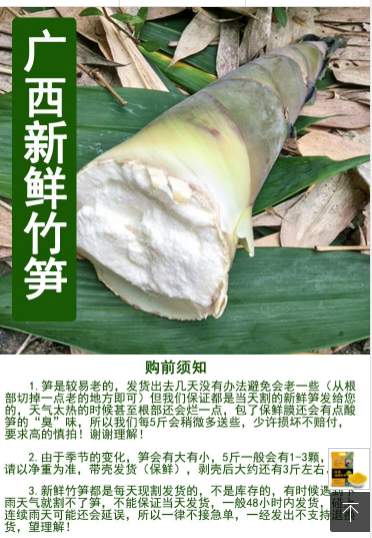 广西新鲜竹笋
购前须知
1. 笋是较易老的，发货出去几天没有办法避免会老一些（从根
部切掉一点老的地方即可）但我们保证都是当天割的新鲜笋发给您
的，天气太热的时候甚至根部还会烂一点，包了保鲜膜还会有点酸
笋的“臭”味，所以我们每5斤会稍微多送些，少许损坏不赔付，
要求高的慎拍！谢谢理解！
2. 由于季节的变化，笋会有大有小，5斤一般会有1-3颗，
请以净重为准，带壳发货（保鲜），剥壳后大约还有3斤左右
3. 新鲜竹笋都是每天现割发货的，不是库存的，有时候遇到下
雨天气就割不了笋，不能保证当天发货，一般48小时内发货，
连续雨天可能还会延误，所以一律不接急单，一经发出不支持退
货，望理解！